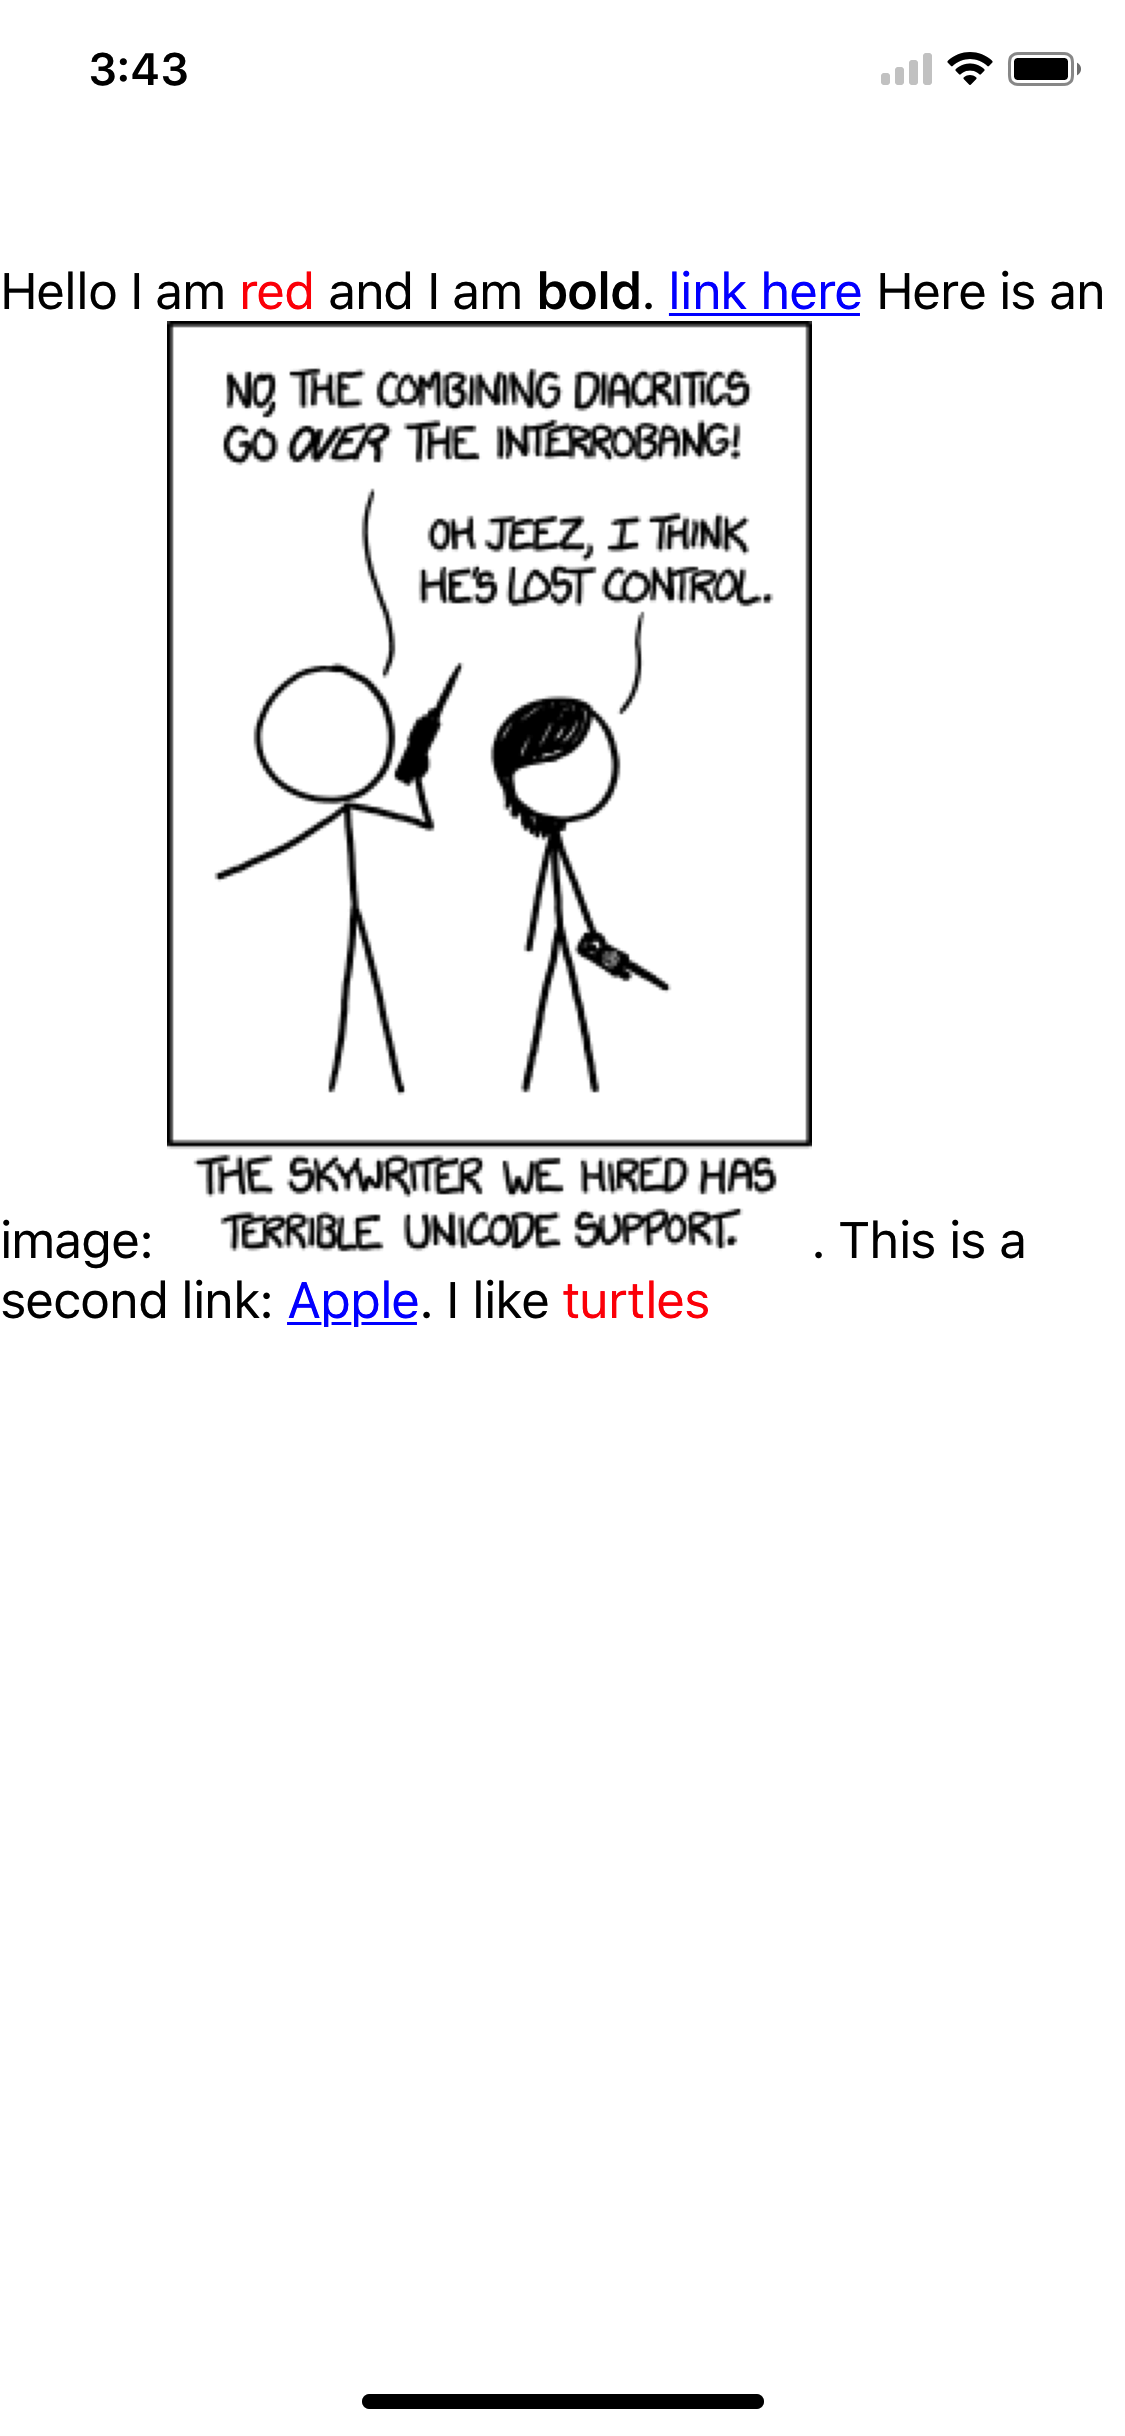 3:43
Hello I am red and I am bold. link here Here is an
NO, THE COMBINING DIACRITICS
GO OVER THE INTERROBANG!
OH JEEZ, I THINK
HE'S LOST CONTROL.
THE SKYWRITER WE HIRED HAS
TERRIBLE UNICODE SUPPORT.
image: . This is a
second link: Apple. I like turtles